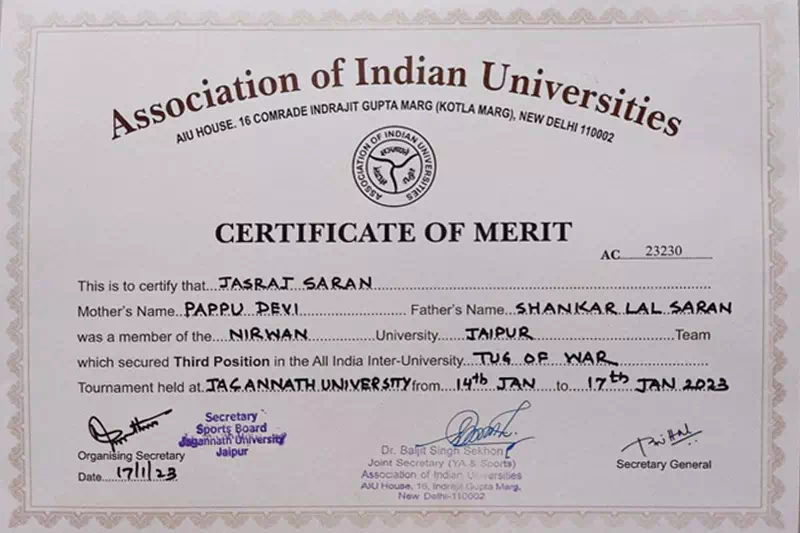 Association of Indian Universities
AIU HOUSE. 16 COMRADE INDRAJIT GUPTA MARG (KOTLA MARG), NEW DELHI 110002
ASSOCIATION OF INDIAN UNIVERSITIES
CERTIFICATE OF MERIT
AC 23230
This is to certify that...JASRAJ SARAN
Mother's Name...PAPPU DEVI Father's Name...SHANKAR LAL SARAN
was a member of the...NIRWAN University...JAIPUR Team
which secured Third Position in the All India Inter-University...TUG OF WAR
Tournament held at JAGANNATH UNIVERSITY from 14th JAN to 17th JAN 2023
Organising Secretary
Date 17/1/23
Secretary
Sports Board
Jagannath University
Jaipur
Dr. Baljit Singh Sekhon
Joint Secretary (YA & Sports)
Association of Indian Universities
AIU House, 16, Indrajit Gupta Marg,
New Delhi-110002
Secretary General